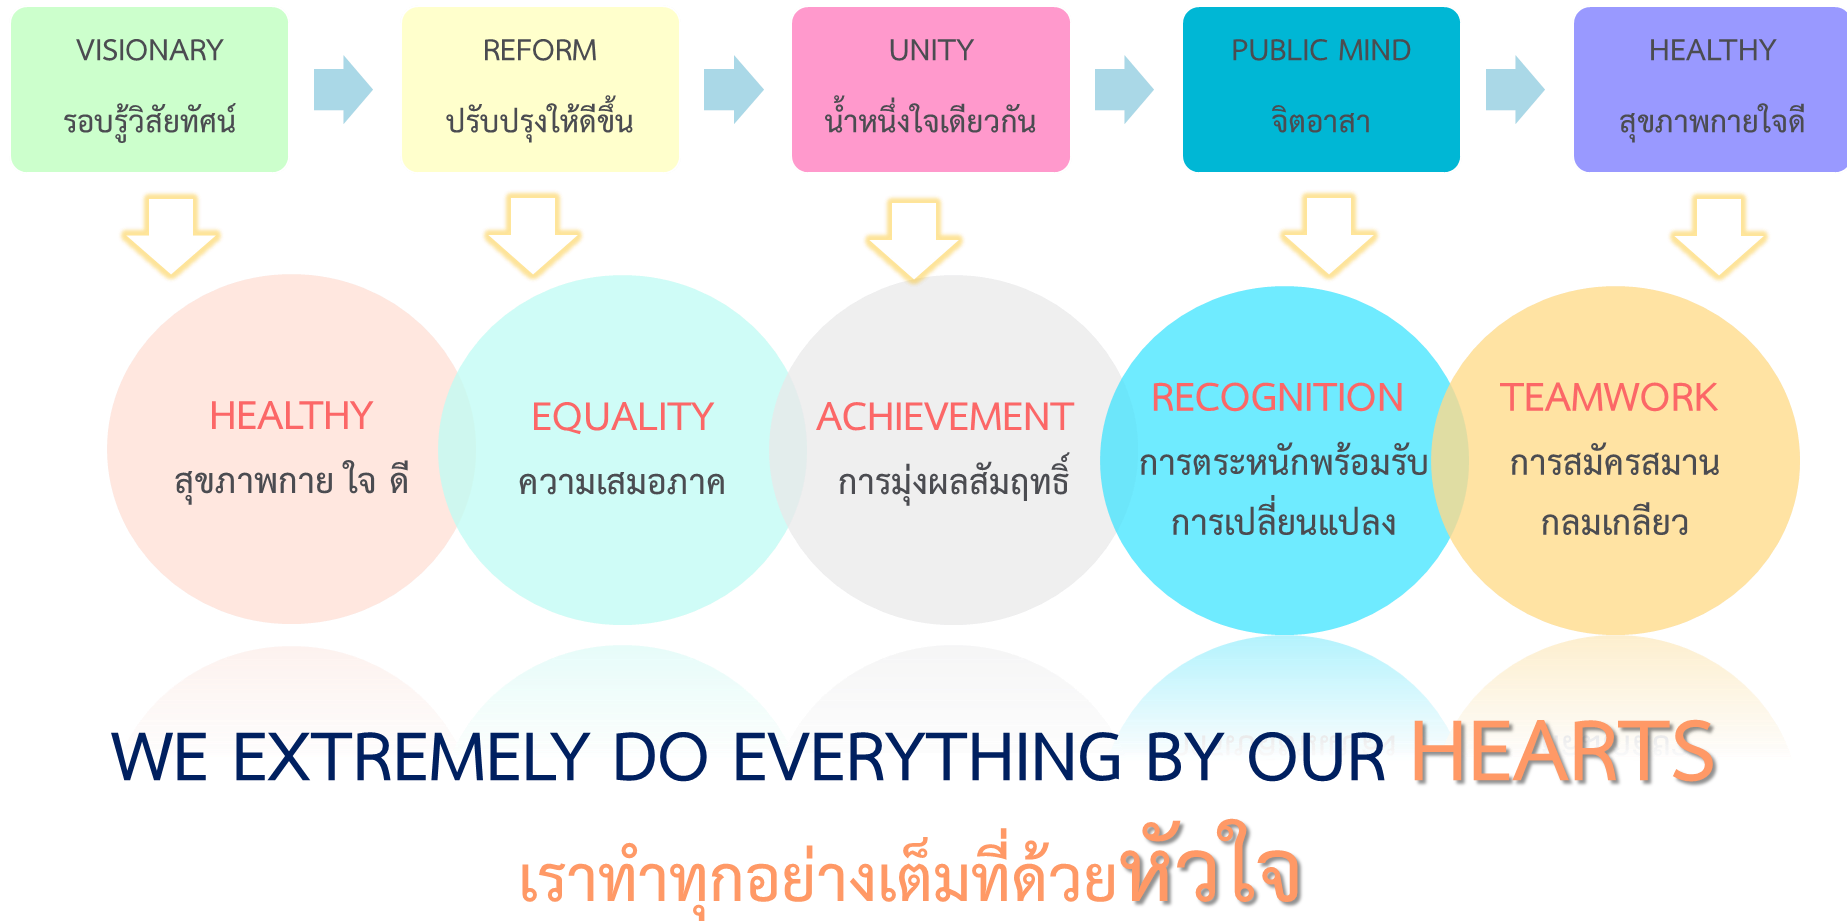 VISIONARY
รอบรู้วิสัยทัศน์
REFORM
ปรับปรุงให้ดีขึ้น
UNITY
น้ำหนึ่งใจเดียวกัน
PUBLIC MIND
จิตอาสา
HEALTHY
สุขภาพกายใจดี
HEALTHY
สุขภาพกาย ใจ ดี
EQUALITY
ความเสมอภาค
ACHIEVEMENT
การมุ่งผลสัมฤทธิ์
RECOGNITION
การตระหนักพร้อมรับ
การเปลี่ยนแปลง
TEAMWORK
การสมัครสมาน
กลมเกลียว
WE EXTREMELY DO EVERYTHING BY OUR HEARTS
เราทำทุกอย่างเต็มที่ด้วยหัวใจ